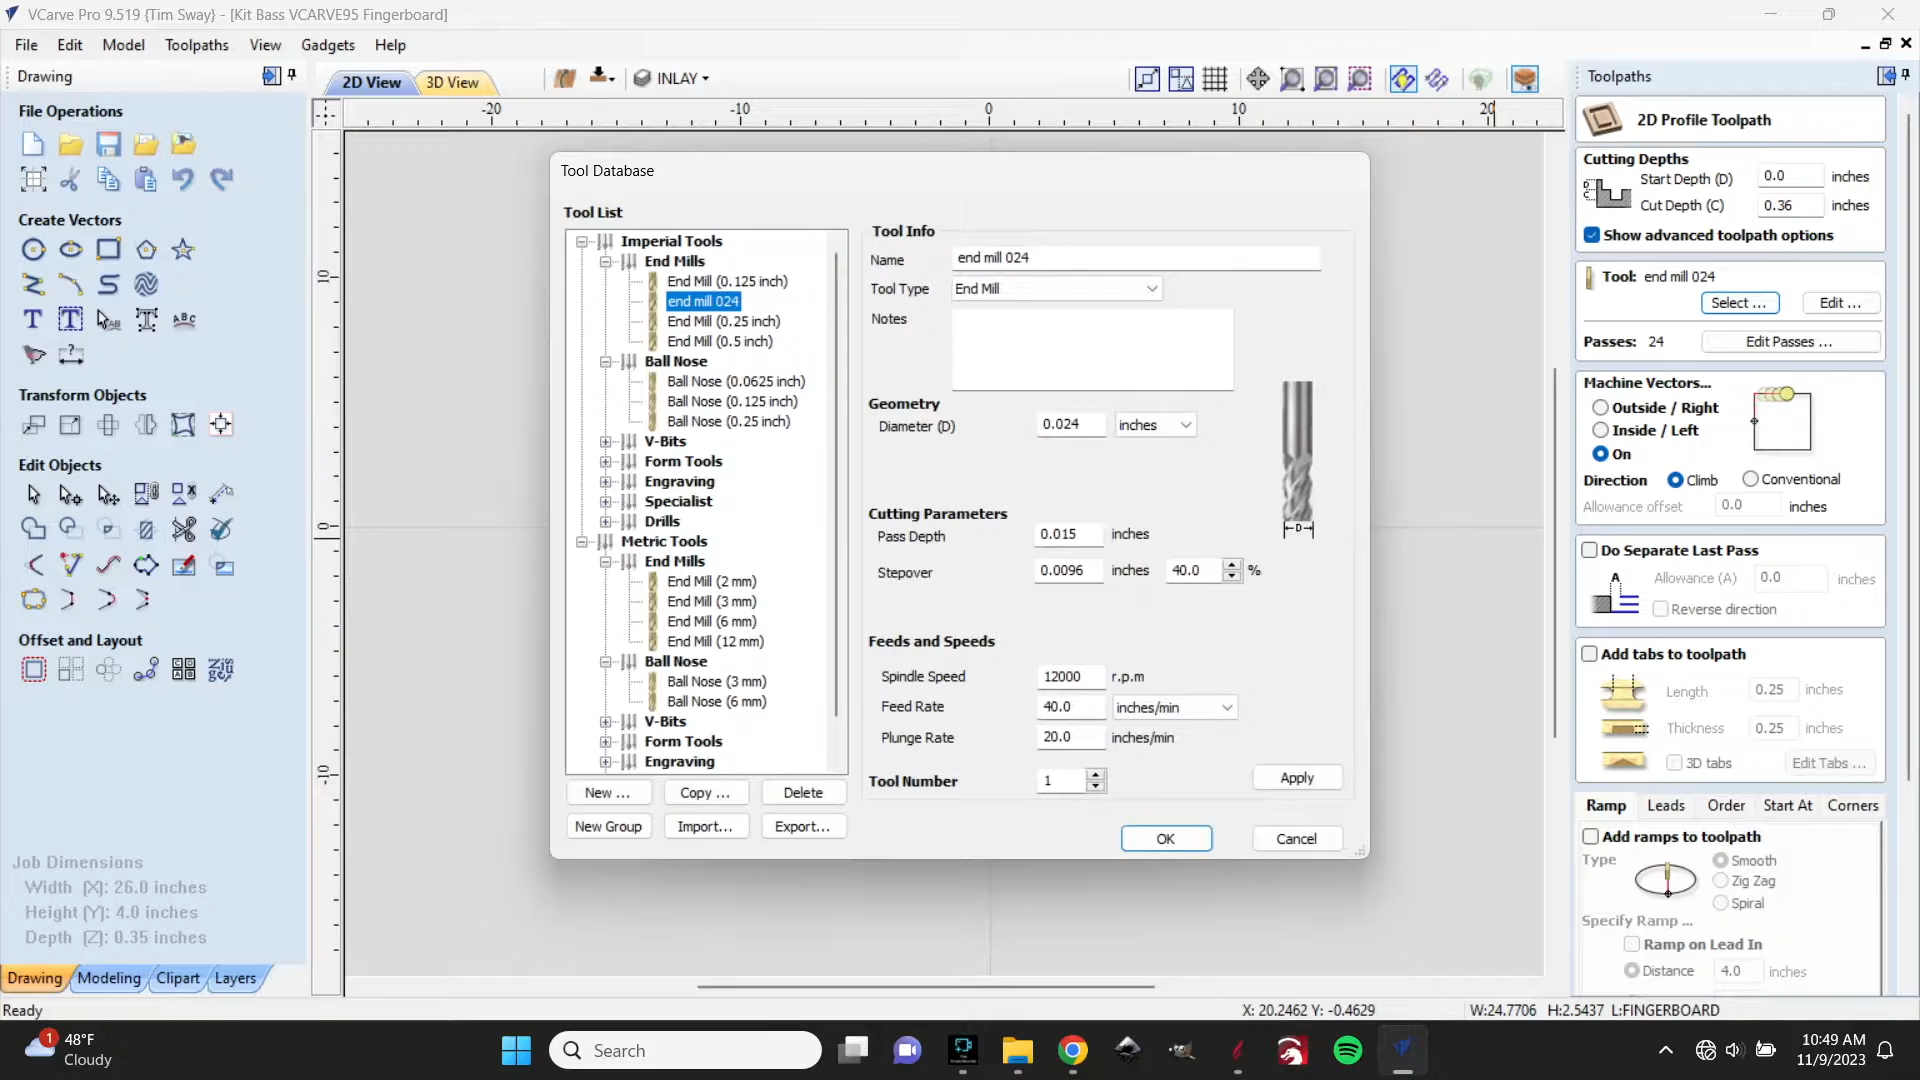 VCarve Pro 9.519 {Tim Sway} - [Kit Bass VCARVE95 Fingerboard]
File Edit Model Toolpaths View Gadgets Help
Drawing
2D View 3D View INLAY
Toolpaths
-20 -10 0 10 20
10
0
-10
File Operations
Create Vectors
Transform Objects
Edit Objects
Offset and Layout
Job Dimensions
Width (X): 26.0 inches
Height (Y): 4.0 inches
Depth (Z): 0.35 inches
Drawing Modeling Clipart Layers
Tool Database
Tool List
Imperial Tools
End Mills
End Mill (0.125 inch)
end mill 024
End Mill (0.25 inch)
End Mill (0.5 inch)
Ball Nose
Ball Nose (0.0625 inch)
Ball Nose (0.125 inch)
Ball Nose (0.25 inch)
V-Bits
Form Tools
Engraving
Specialist
Drills
Metric Tools
End Mills
End Mill (2 mm)
End Mill (3 mm)
End Mill (6 mm)
End Mill (12 mm)
Ball Nose
Ball Nose (3 mm)
Ball Nose (6 mm)
V-Bits
Form Tools
Engraving
New ... Copy ... Delete
New Group Import... Export...
Tool Info
Name end mill 024
Tool Type End Mill
Notes
Geometry
Diameter (D) 0.024 inches
D
Cutting Parameters
Pass Depth 0.015 inches
Stepover 0.0096 inches 40.0 %
Feeds and Speeds
Spindle Speed 12000 r.p.m
Feed Rate 40.0 inches/min
Plunge Rate 20.0 inches/min
Tool Number 1 Apply
OK Cancel
2D Profile Toolpath
Cutting Depths
Start Depth (D) 0.0 inches
Cut Depth (C) 0.36 inches
Show advanced toolpath options
Tool: end mill 024
Select ... Edit ...
Passes: 24 Edit Passes ...
Machine Vectors...
Outside / Right
Inside / Left
On
Direction Climb Conventional
Allowance offset 0.0 inches
Do Separate Last Pass
A Allowance (A) 0.0 inches
Reverse direction
Add tabs to toolpath
Length 0.25 inches
Thickness 0.25 inches
3D tabs Edit Tabs ...
Ramp Leads Order Start At Corners
Add ramps to toolpath
Type Smooth
Zig Zag
Spiral
Specify Ramp ...
Ramp on Lead In
Distance 4.0 inches
Ready X: 20.2462 Y: -0.4629 W:24.7706 H:2.5437 L:FINGERBOARD
1 48°F
Cloudy
Search
10:49 AM
11/9/2023